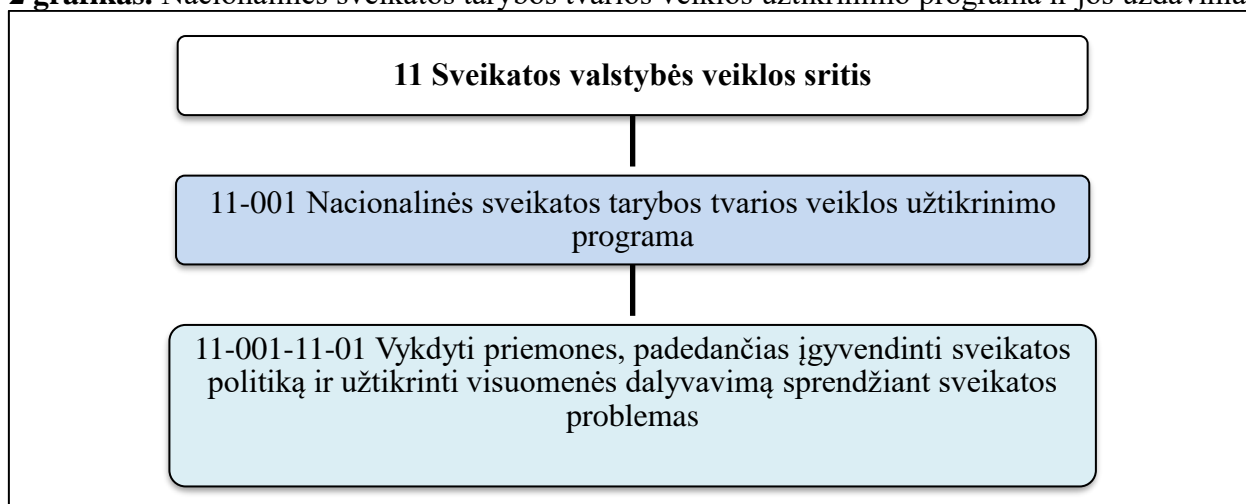 2 grafikas. Nacionalinės sveikatos tarybos tvarios veiklos užtikrinimo programa ir jos uždaviniai
11 Sveikatos valstybės veiklos sritis
11-001 Nacionalinės sveikatos tarybos tvarios veiklos užtikrinimo
programa
11-001-11-01 Vykdyti priemones, padedančias įgyvendinti sveikatos
politiką ir užtikrinti visuomenės dalyvavimą sprendžiant sveikatos
problemas